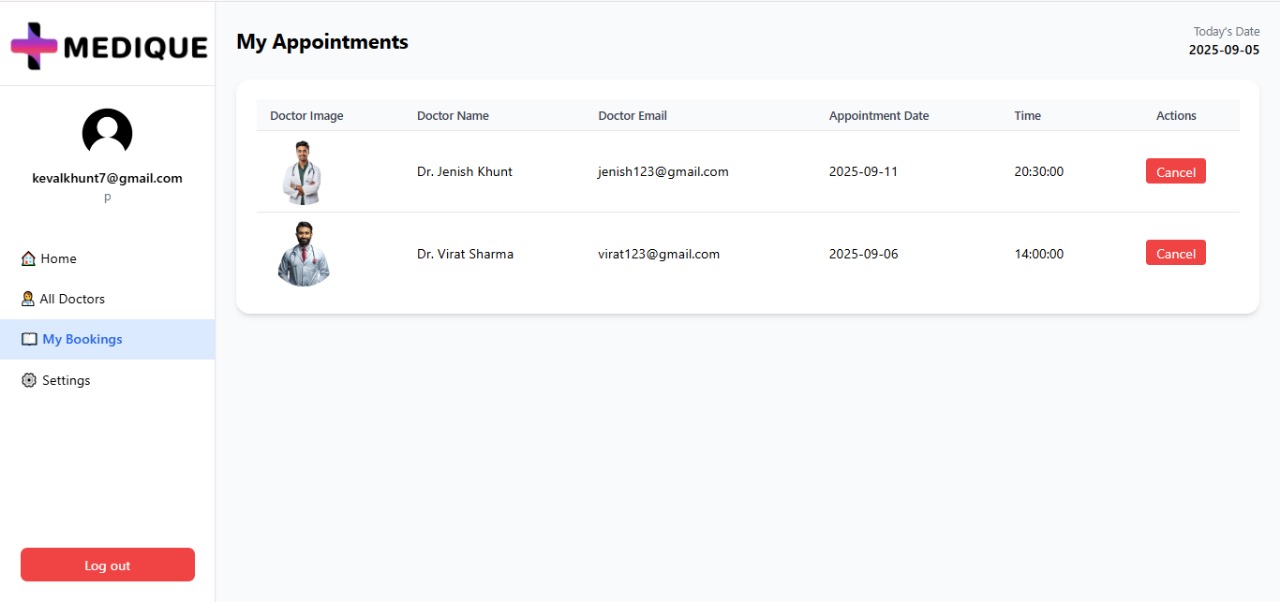 MEDIQUE
kevalkhunt7@gmail.com
p
Home
All Doctors
My Bookings
Settings
Log out
My Appointments
Today's Date
2025-09-05
Doctor Image Doctor Name Doctor Email Appointment Date Time Actions
Dr. Jenish Khunt jenish123@gmail.com 2025-09-11 20:30:00 Cancel
Dr. Virat Sharma virat123@gmail.com 2025-09-06 14:00:00 Cancel